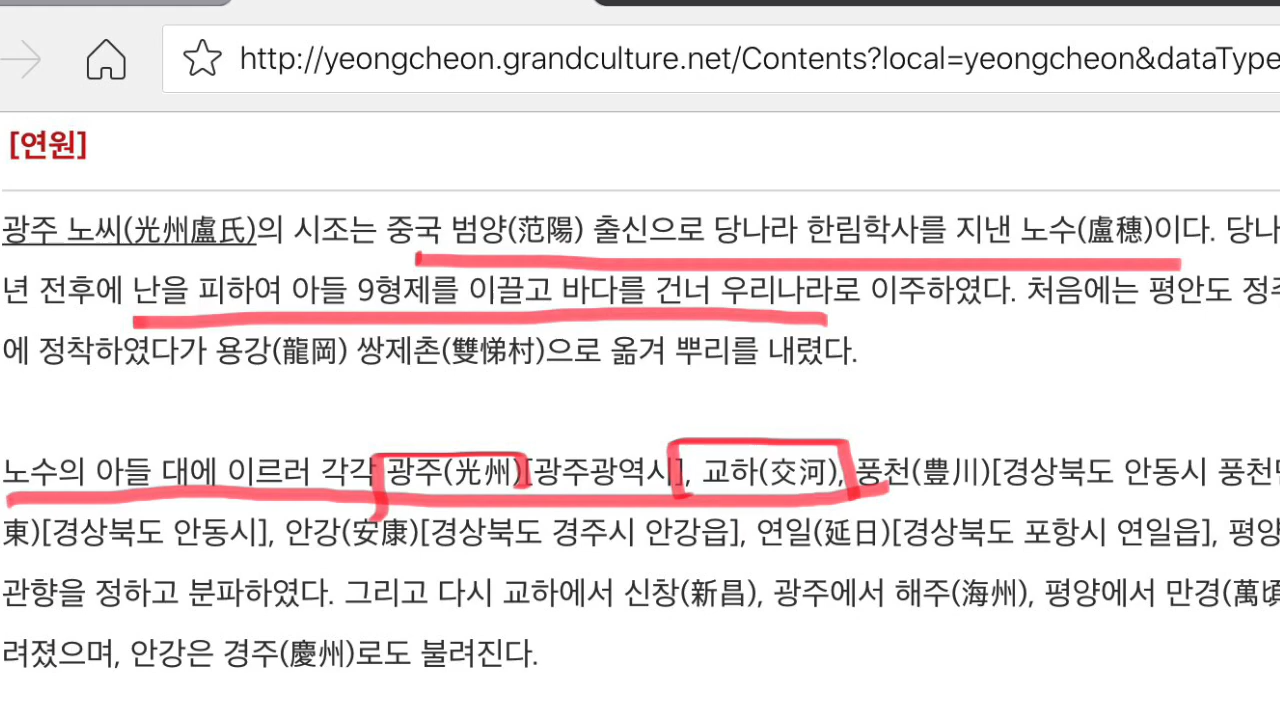 http://yeongcheon.grandculture.net/Contents?local=yeongcheon&dataType
[연원]
광주 노씨(光州盧氏)의 시조는 중국 범양(范陽) 출신으로 당나라 한림학사를 지낸 노수(盧穗)이다. 당나
년 전후에 난을 피하여 아들 9형제를 이끌고 바다를 건너 우리나라로 이주하였다. 처음에는 평안도 정주
에 정착하였다가 용강(龍岡) 쌍제촌(雙悌村)으로 옮겨 뿌리를 내렸다.
노수의 아들 대에 이르러 각각 광주(光州)[광주광역시], 교하(交河), 풍천(豊川)[경상북도 안동시 풍천면
東)[경상북도 안동시], 안강(安康)[경상북도 경주시 안강읍], 연일(延日)[경상북도 포항시 연일읍], 평양
관향을 정하고 분파하였다. 그리고 다시 교하에서 신창(新昌), 광주에서 해주(海州), 평양에서 만경(萬頃
려졌으며, 안강은 경주(慶州)로도 불려진다.